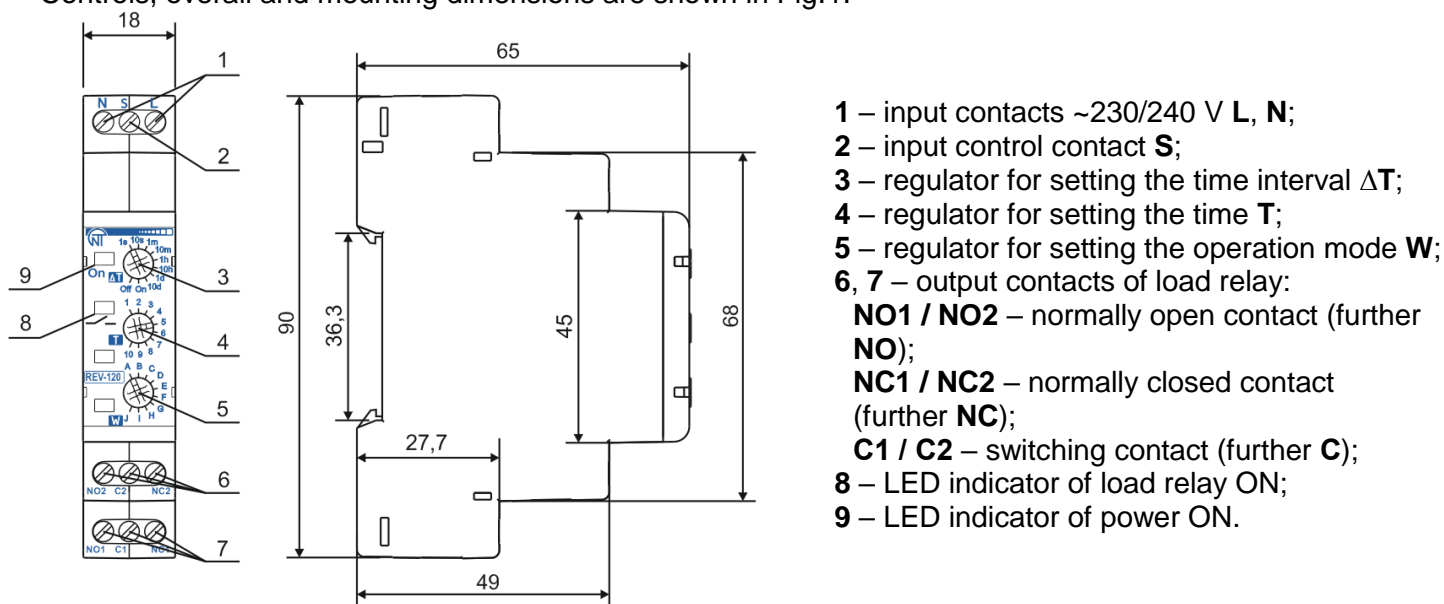 Controls, overall and mounting dimensions are shown in Fig.1.
18
1
N S L
2
NT
1s 10s 1m
10m
1h
10h
1d
On ΔT
Off On 10d
9
3
1 2 3
4
5
6
7
8
T
10 9 8
4
A B C
D
E
F
G
REV-120
W J I H
5
NO2 C2 NC2
6
NO1 C1 NC1
7
65
90
36,3
27,7
45
68
49
1 – input contacts ~230/240 V L, N;
2 – input control contact S;
3 – regulator for setting the time interval ∆T;
4 – regulator for setting the time T;
5 – regulator for setting the operation mode W;
6, 7 – output contacts of load relay:
NO1 / NO2 – normally open contact (further
NO);
NC1 / NC2 – normally closed contact
(further NC);
C1 / C2 – switching contact (further C);
8 – LED indicator of load relay ON;
9 – LED indicator of power ON.